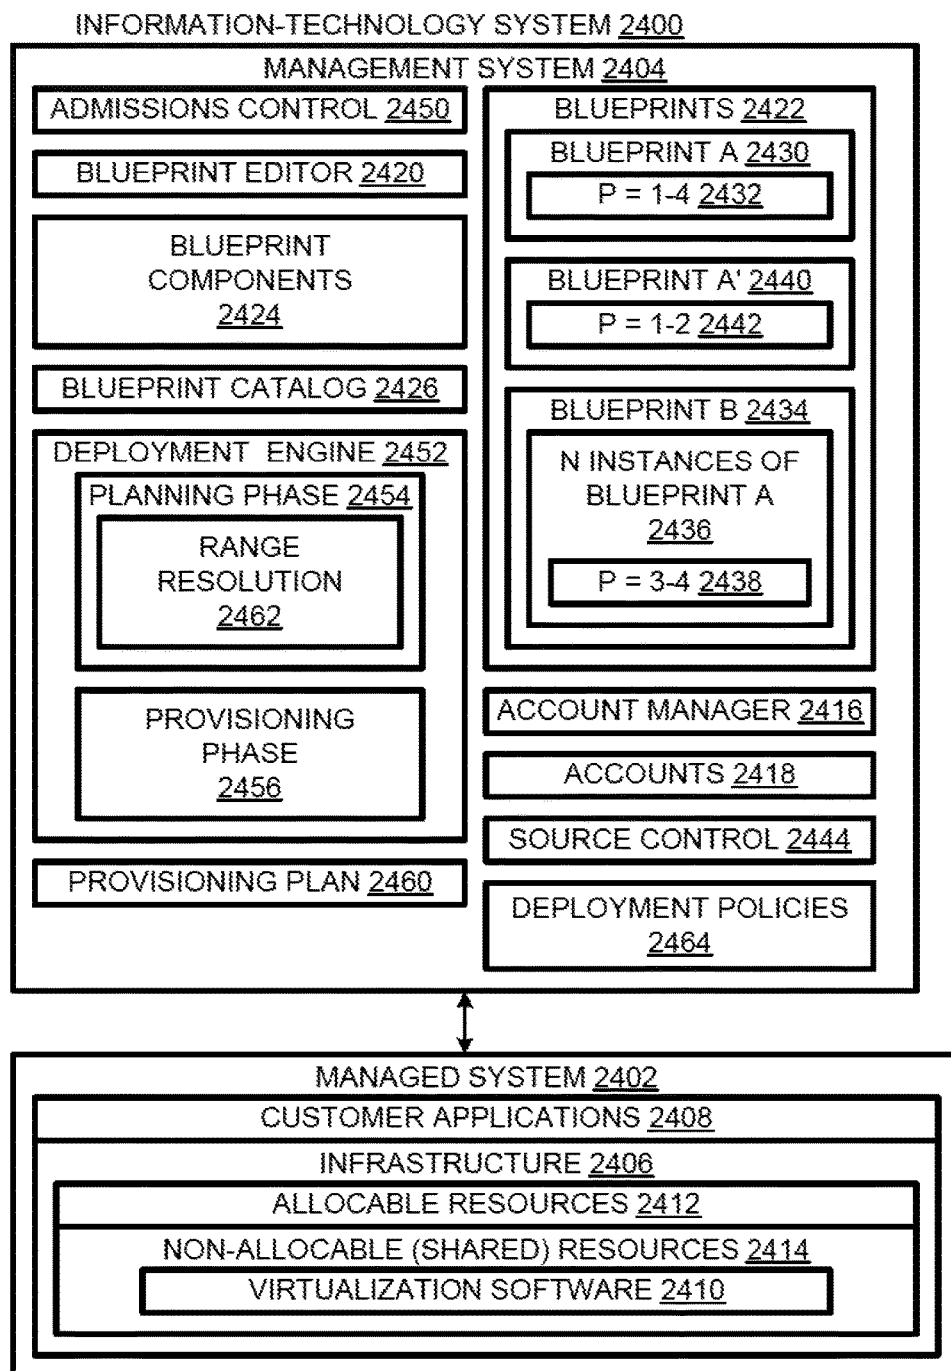 INFORMATION-TECHNOLOGY SYSTEM 2400
MANAGEMENT SYSTEM 2404
ADMISSIONS CONTROL 2450
BLUEPRINT EDITOR 2420
BLUEPRINT
COMPONENTS
2424
BLUEPRINT CATALOG 2426
DEPLOYMENT ENGINE 2452
PLANNING PHASE 2454
RANGE
RESOLUTION
2462
PROVISIONING
PHASE
2456
PROVISIONING PLAN 2460
BLUEPRINTS 2422
BLUEPRINT A 2430
P = 1-4 2432
BLUEPRINT A' 2440
P = 1-2 2442
BLUEPRINT B 2434
N INSTANCES OF
BLUEPRINT A
2436
P = 3-4 2438
ACCOUNT MANAGER 2416
ACCOUNTS 2418
SOURCE CONTROL 2444
DEPLOYMENT POLICIES
2464
MANAGED SYSTEM 2402
CUSTOMER APPLICATIONS 2408
INFRASTRUCTURE 2406
ALLOCABLE RESOURCES 2412
NON-ALLOCABLE (SHARED) RESOURCES 2414
VIRTUALIZATION SOFTWARE 2410